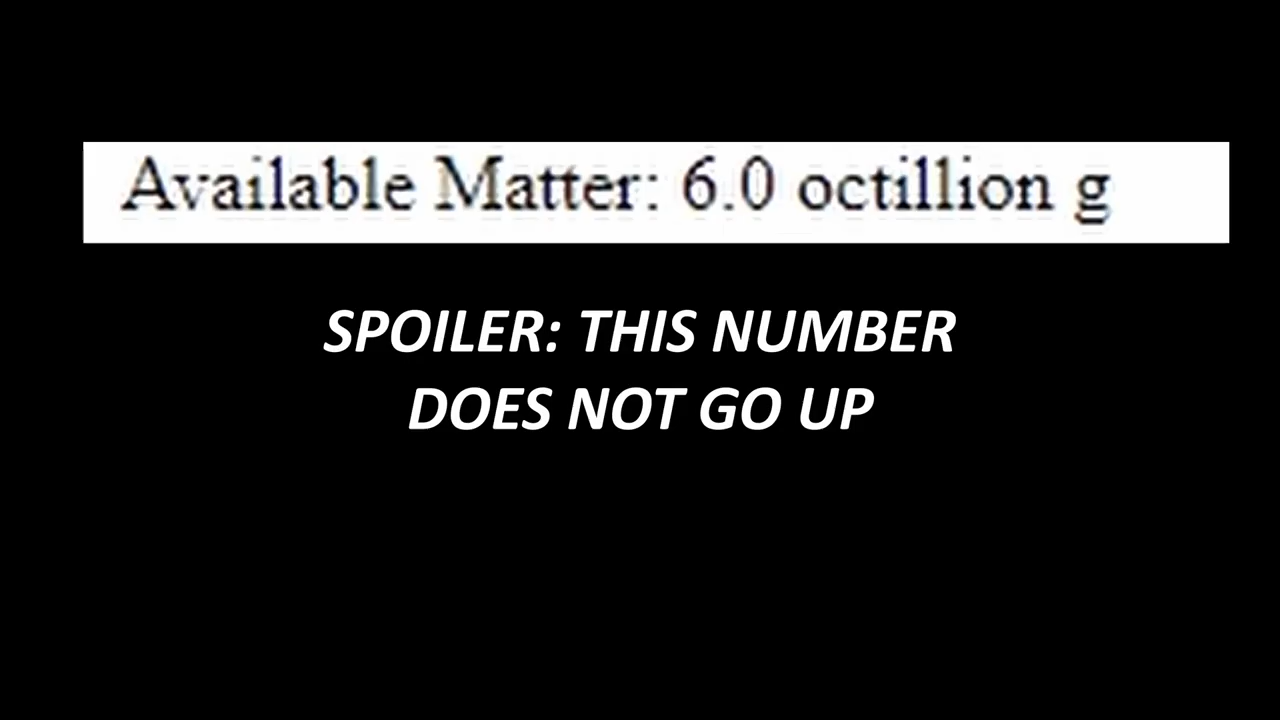 Available Matter: 6.0 octillion g
SPOILER: THIS NUMBER
DOES NOT GO UP